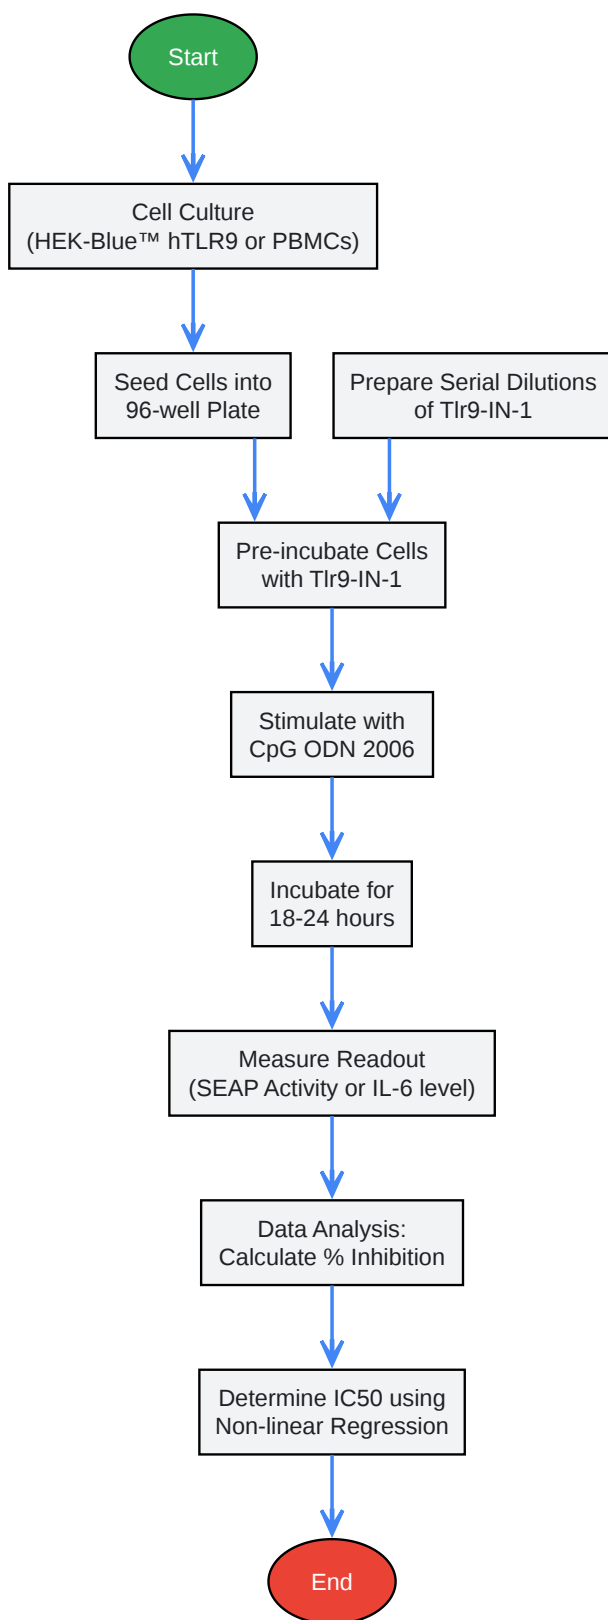 Start
Cell Culture
(HEK-Blue™ hTLR9 or PBMCs)
Seed Cells into
96-well Plate
Prepare Serial Dilutions
of Tlr9-IN-1
Pre-incubate Cells
with Tlr9-IN-1
Stimulate with
CpG ODN 2006
Incubate for
18-24 hours
Measure Readout
(SEAP Activity or IL-6 level)
Data Analysis:
Calculate % Inhibition
Determine IC50 using
Non-linear Regression
End